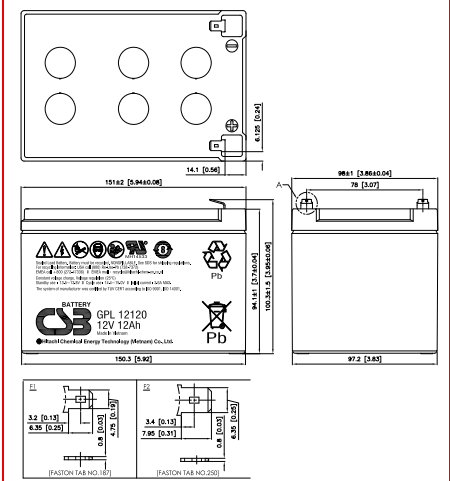 6.125 [0.24]
14.1 [0.56]
151±2 [5.94±0.08]
98±1 [3.86±0.04]
78 [3.07]
A
MH14533
Pb
94.1±1 [3.7±0.04]
100.3±1.5 [3.95±0.06]
BATTERY
CSB
GPL 12120
12V 12Ah
Made in Vietnam
Hitachi Chemical Energy Technology (Vietnam) Co., Ltd.
Pb
150.3 [5.92]
97.2 [3.83]
F1
3.2 [0.13]
6.35 [0.25]
0.8 [0.03]
4.75 [0.19]
[FASTON TAB NO.187]
F2
3.4 [0.13]
7.95 [0.31]
0.8 [0.03]
6.35 [0.25]
[FASTON TAB NO.250]